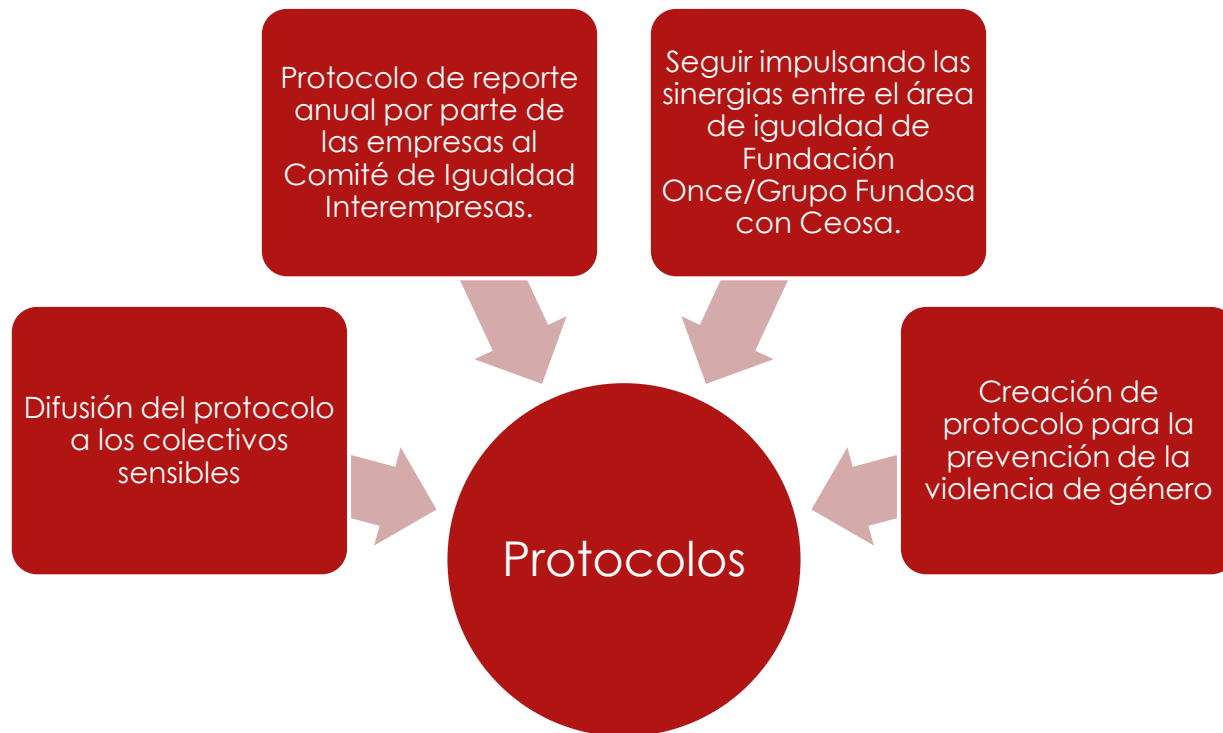 Protocolo de reporte
anual por parte de
las empresas al
Comité de Igualdad
Interempresas.
Seguir impulsando las
sinergias entre el área
de igualdad de
Fundación
Once/Grupo Fundosa
con Ceosa.
Difusión del protocolo
a los colectivos
sensibles
Creación de
protocolo para la
prevención de la
violencia de género
Protocolos